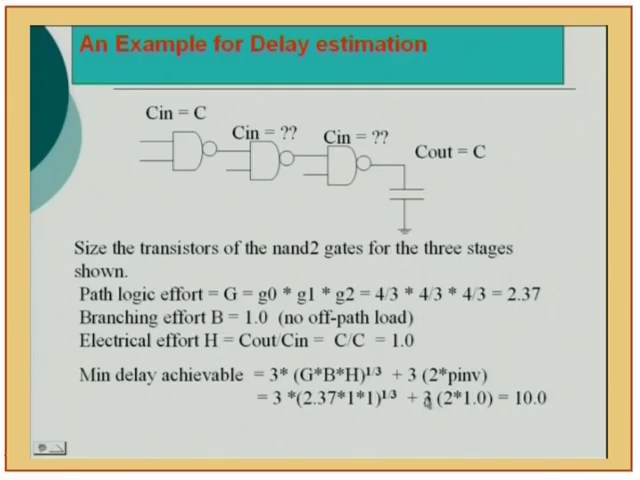 An Example for Delay estimation
Cin = C
Cin = ??
Cin = ??
Cout = C
Size the transistors of the nand2 gates for the three stages
shown.
Path logic effort = G = g0 * g1 * g2 = 4/3 * 4/3 * 4/3 = 2.37
Branching effort B = 1.0 (no off-path load)
Electrical effort H = Cout/Cin = C/C = 1.0
Min delay achievable = 3* (G*B*H)^1/3 + 3 (2*pinv)
= 3 *(2.37*1*1)^1/3 + 3 (2*1.0) = 10.0